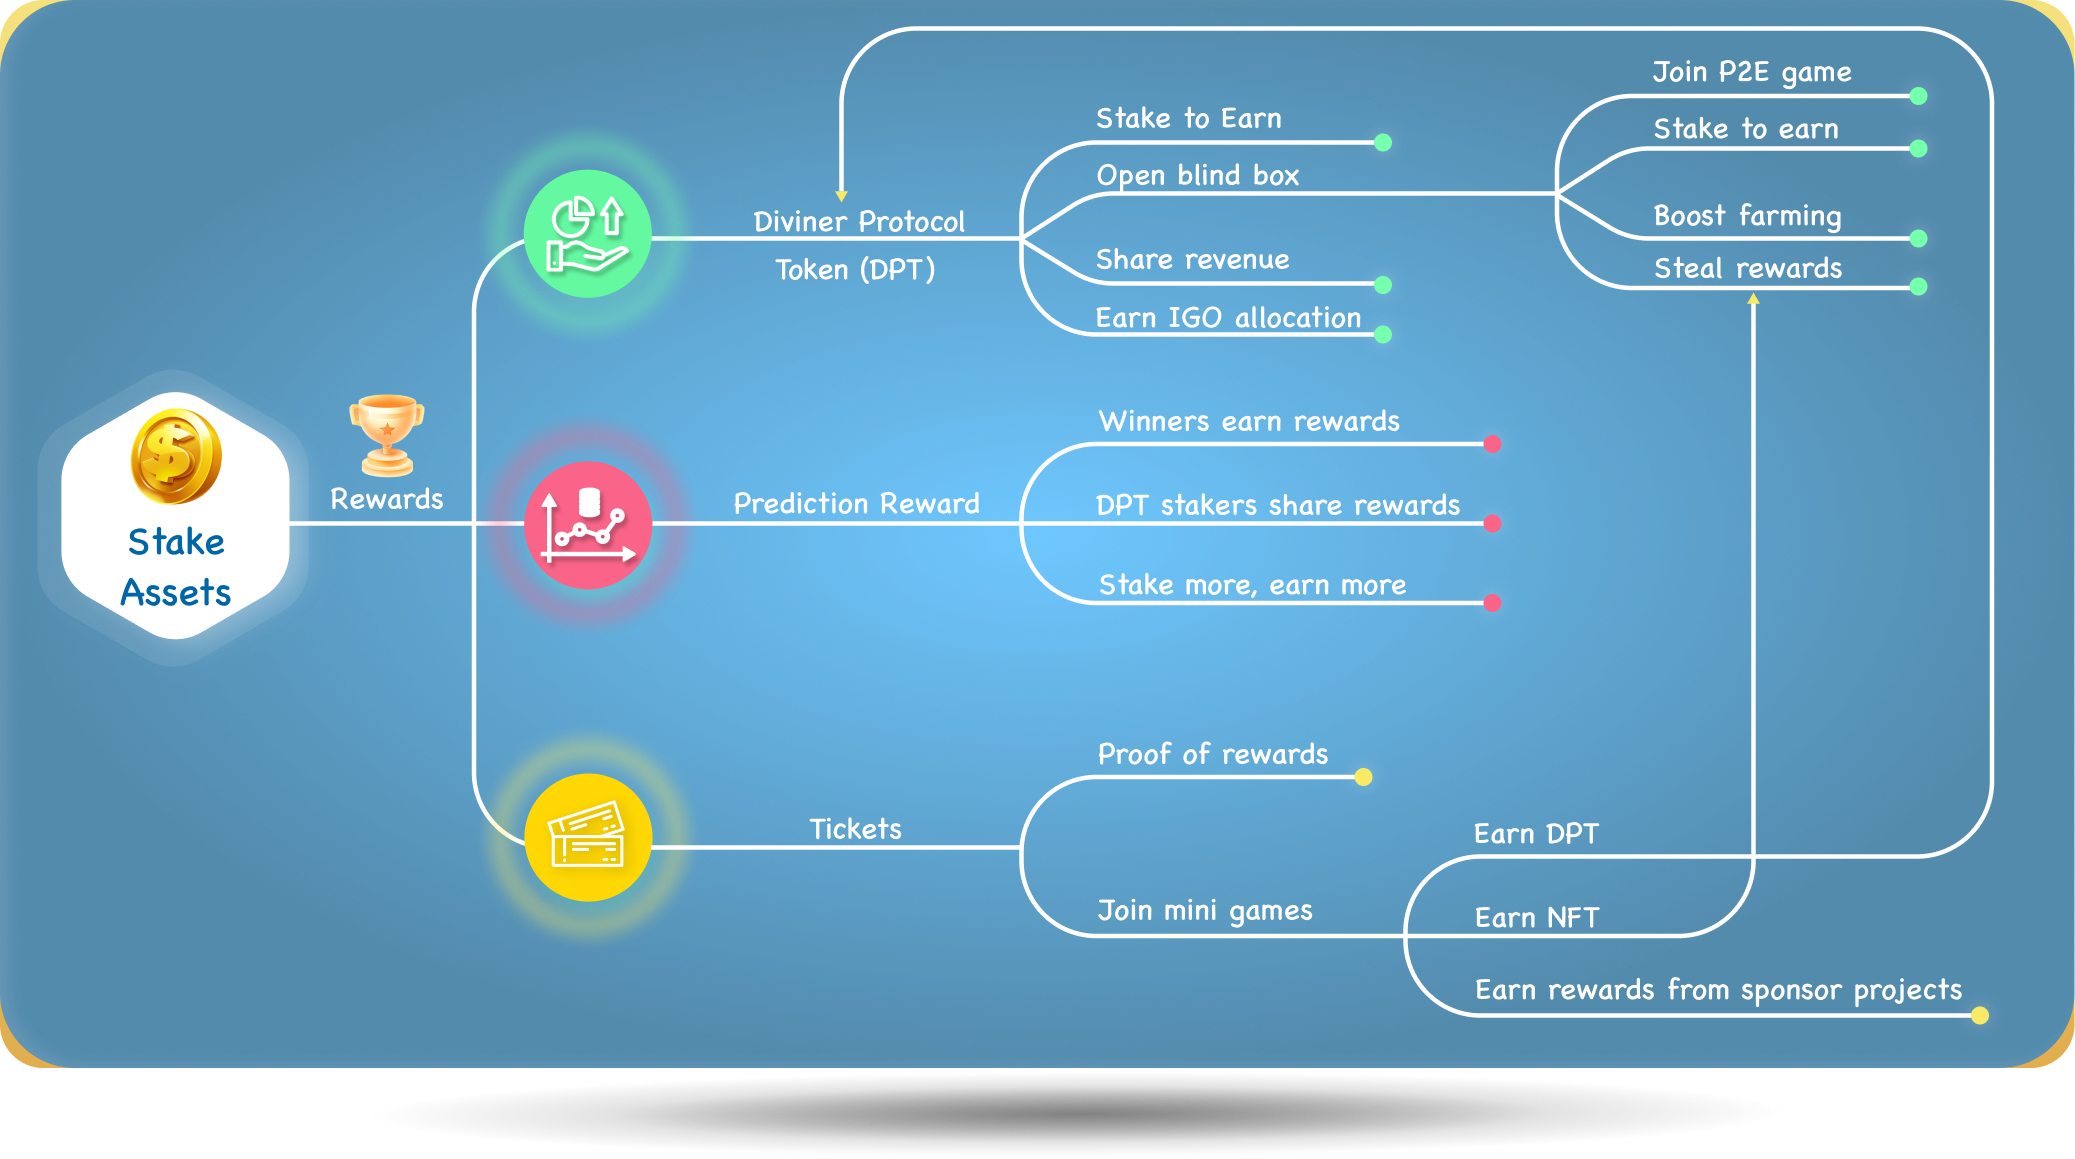 Stake
Assets
Rewards
Diviner Protocol
Token (DPT)
Stake to Earn
Open blind box
Share revenue
Earn IGO allocation
Join P2E game
Stake to earn
Boost farming
Steal rewards
Prediction Reward
Winners earn rewards
DPT stakers share rewards
Stake more, earn more
Tickets
Proof of rewards
Join mini games
Earn DPT
Earn NFT
Earn rewards from sponsor projects